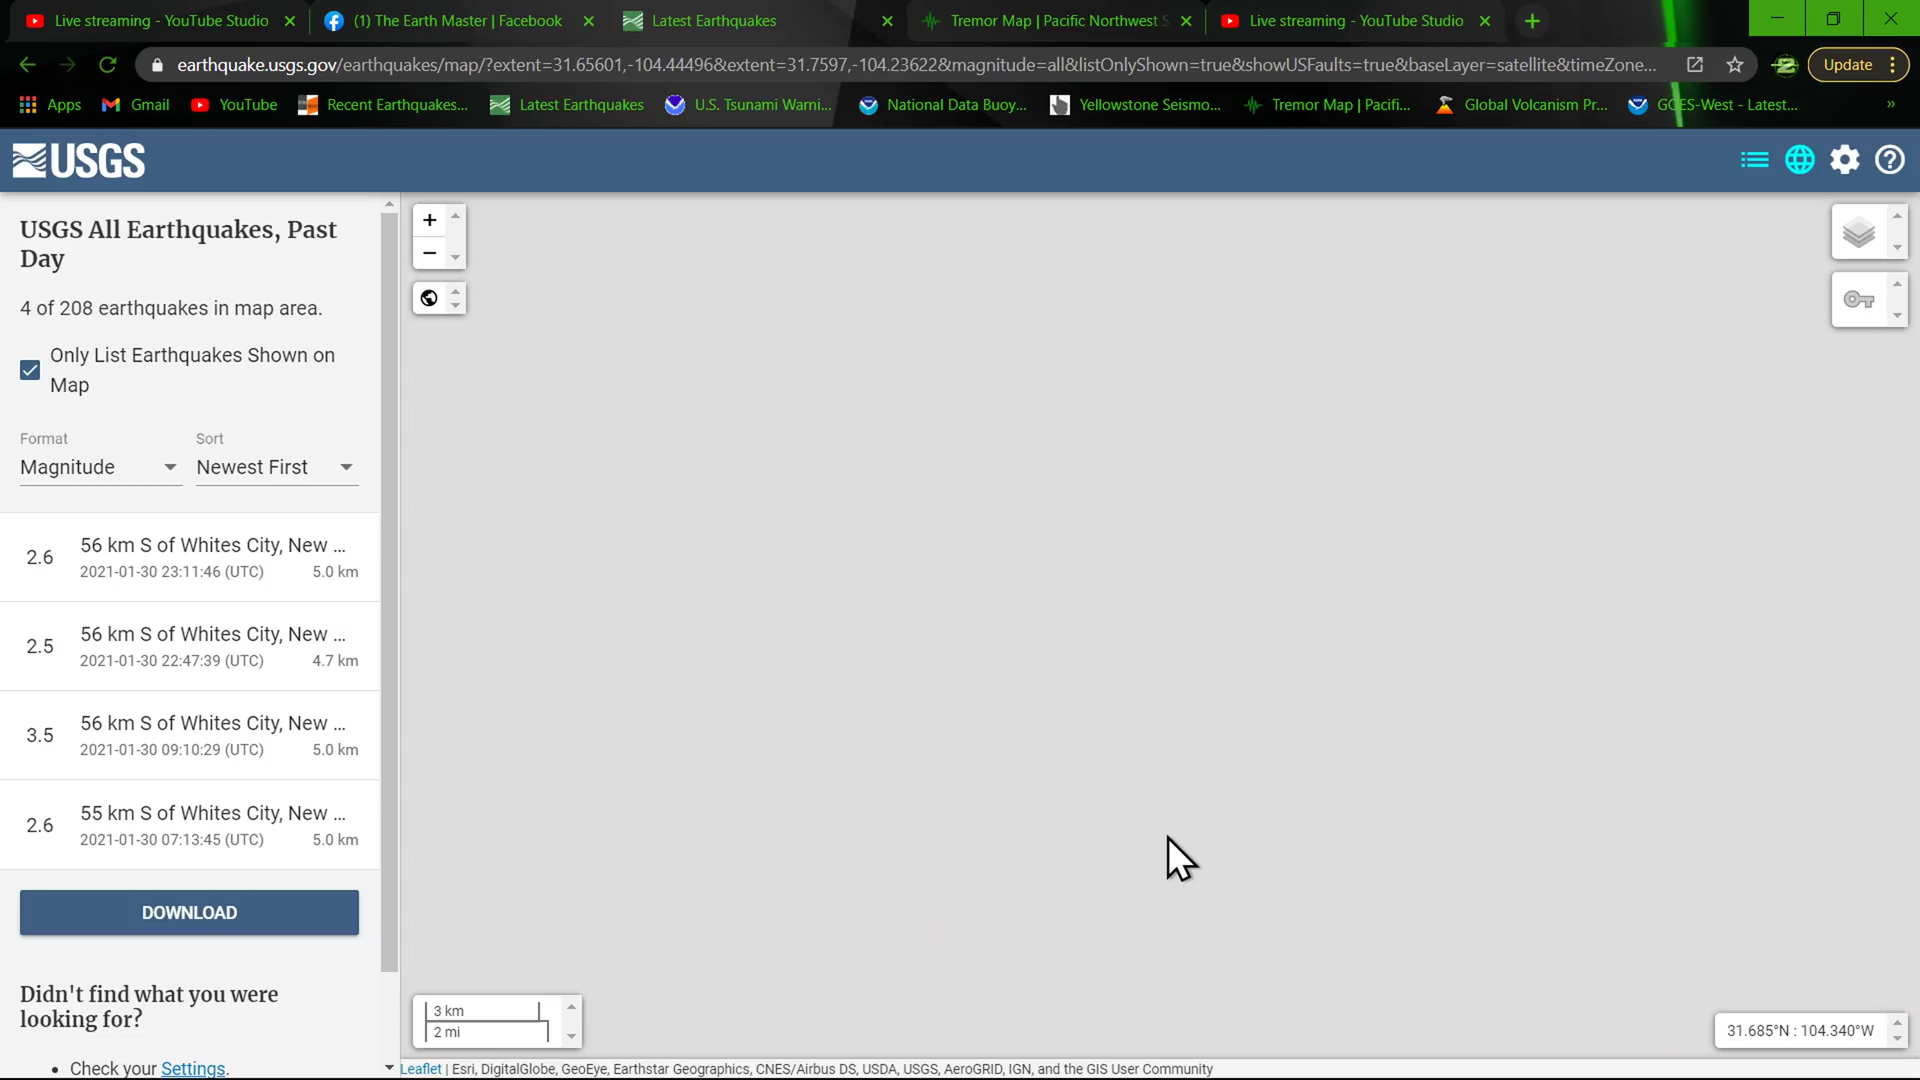 Live streaming - YouTube Studio
(1) The Earth Master | Facebook
Latest Earthquakes
Tremor Map | Pacific Northwest S
Live streaming - YouTube Studio
earthquake.usgs.gov/earthquakes/map/?extent=31.65601,-104.44496&extent=31.7597,-104.23622&magnitude=all&listOnlyShown=true&showUSFaults=true&baseLayer=satellite&timeZone...
Update
Apps
Gmail
YouTube
Recent Earthquakes...
Latest Earthquakes
U.S. Tsunami Warni...
National Data Buoy...
Yellowstone Seismo...
Tremor Map | Pacifi...
Global Volcanism Pr...
GOES-West - Latest...
»
USGS
USGS All Earthquakes, Past
Day
4 of 208 earthquakes in map area.
Only List Earthquakes Shown on
Map
Format
Sort
Magnitude
Newest First
2.6
56 km S of Whites City, New ...
2021-01-30 23:11:46 (UTC) 5.0 km
2.5
56 km S of Whites City, New ...
2021-01-30 22:47:39 (UTC) 4.7 km
3.5
56 km S of Whites City, New ...
2021-01-30 09:10:29 (UTC) 5.0 km
2.6
55 km S of Whites City, New ...
2021-01-30 07:13:45 (UTC) 5.0 km
DOWNLOAD
Didn't find what you were
looking for?
• Check your Settings.
+
−
3 km
2 mi
31.685°N : 104.340°W
Leaflet | Esri, DigitalGlobe, GeoEye, Earthstar Geographics, CNES/Airbus DS, USDA, USGS, AeroGRID, IGN, and the GIS User Community